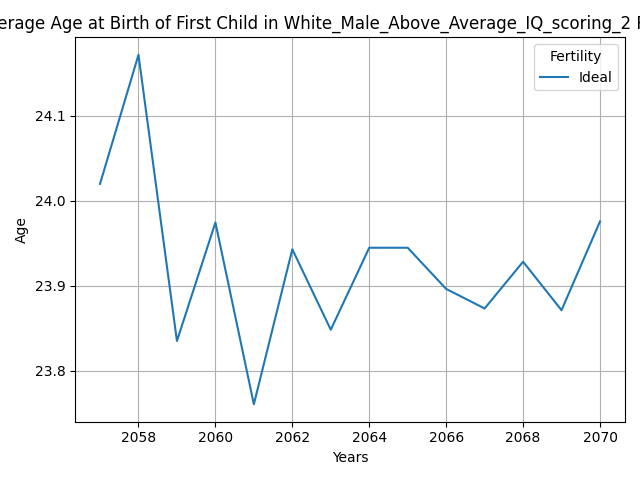 Age at Birth of First Child in White_Male_Above_Average_IQ_scoring_2
Fertility
Ideal
24.1
24.0
23.9
23.8
Age
2058 2060 2062 2064 2066 2068 2070
Years